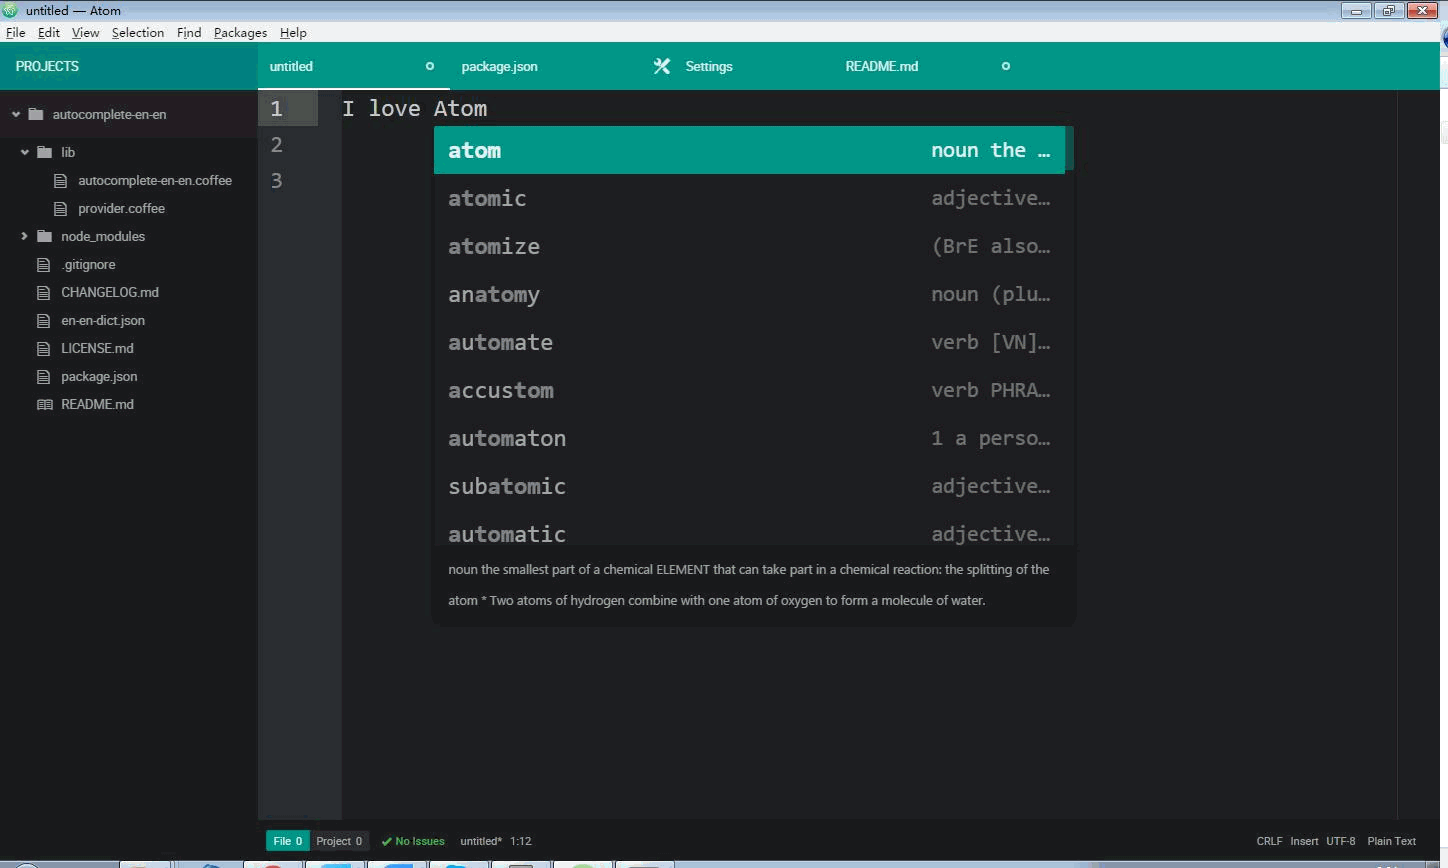 untitled — Atom
File Edit View Selection Find Packages Help
PROJECTS
untitled
package.json
Settings
README.md
autocomplete-en-en
lib
autocomplete-en-en.coffee
provider.coffee
node_modules
.gitignore
CHANGELOG.md
en-en-dict.json
LICENSE.md
package.json
README.md
1 I love Atom
2
3
atom noun the …
atomic adjective…
atomize (BrE also…
anatomy noun (plu…
automate verb [VN]…
accustom verb PHRA…
automaton 1 a perso…
subatomic adjective…
automatic adjective…
noun the smallest part of a chemical ELEMENT that can take part in a chemical reaction: the splitting of the
atom * Two atoms of hydrogen combine with one atom of oxygen to form a molecule of water.
File 0 Project 0 No Issues untitled* 1:12 CRLF Insert UTF-8 Plain Text